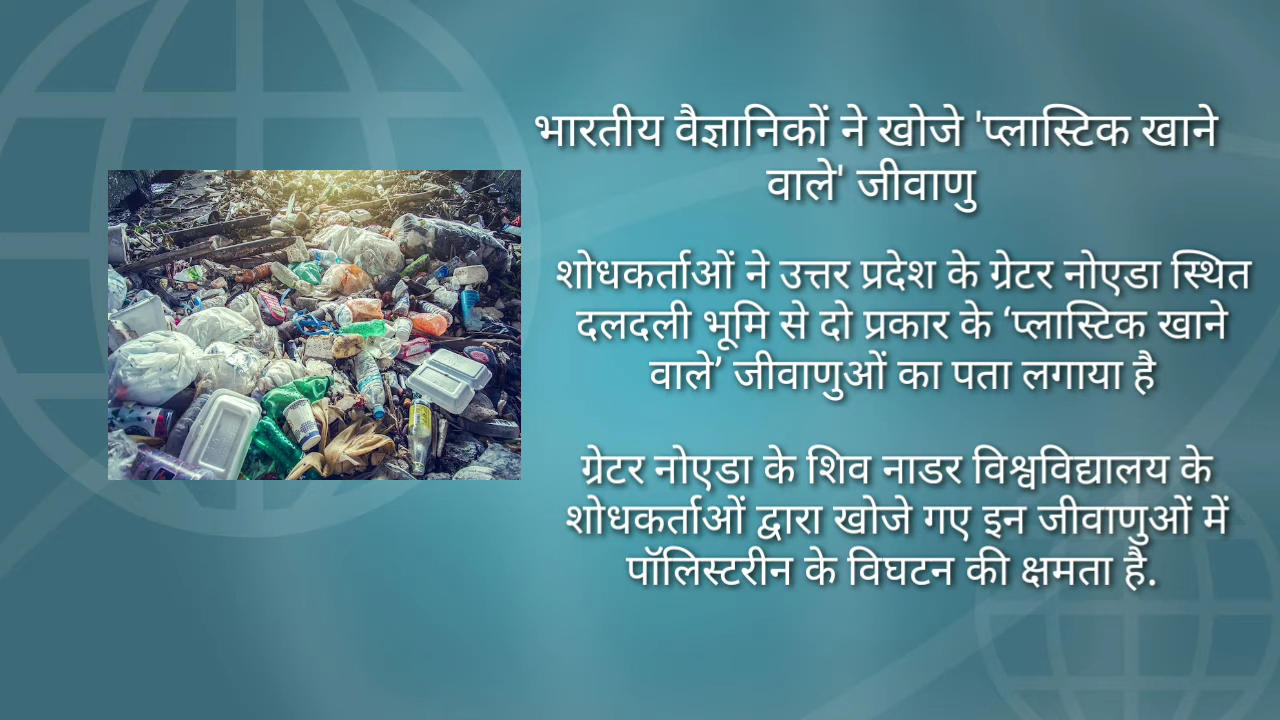 भारतीय वैज्ञानिकों ने खोजे 'प्लास्टिक खाने
वाले' जीवाणु
शोधकर्ताओं ने उत्तर प्रदेश के ग्रेटर नोएडा स्थित
दलदली भूमि से दो प्रकार के ‘प्लास्टिक खाने
वाले’ जीवाणुओं का पता लगाया है
ग्रेटर नोएडा के शिव नाडर विश्वविद्यालय के
शोधकर्ताओं द्वारा खोजे गए इन जीवाणुओं में
पॉलिस्टरीन के विघटन की क्षमता है.